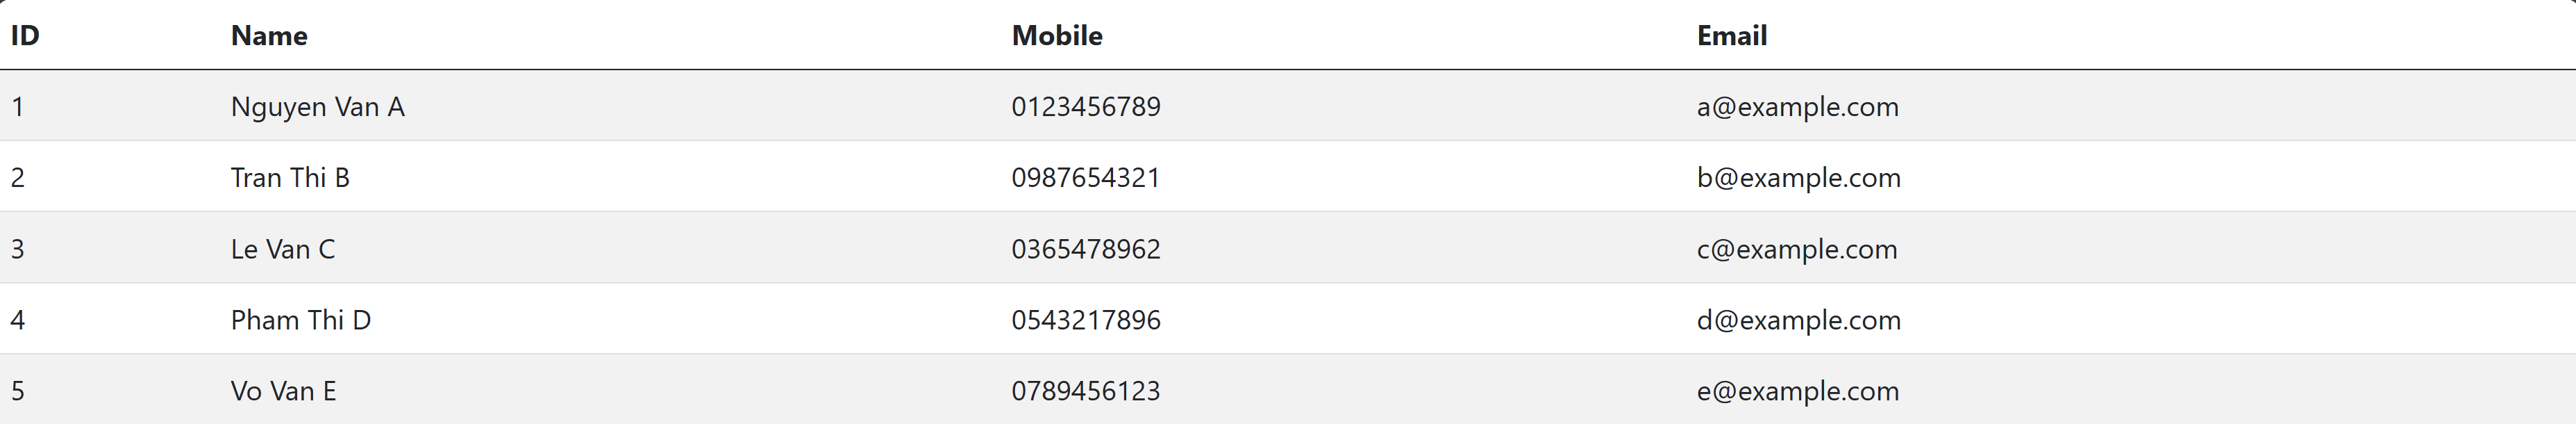 ID Name Mobile Email
1 Nguyen Van A 0123456789 a@example.com
2 Tran Thi B 0987654321 b@example.com
3 Le Van C 0365478962 c@example.com
4 Pham Thi D 0543217896 d@example.com
5 Vo Van E 0789456123 e@example.com